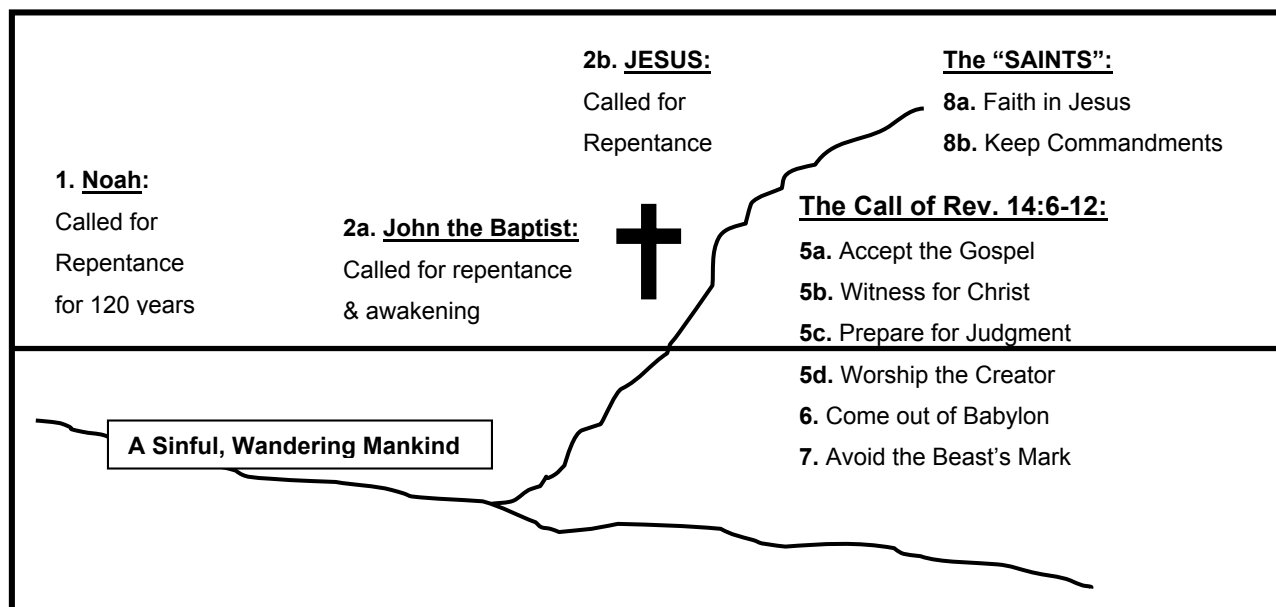 1. Noah:
Called for
Repentance
for 120 years
2a. John the Baptist:
Called for repentance
& awakening
2b. JESUS:
Called for
Repentance
The “SAINTS”:
8a. Faith in Jesus
8b. Keep Commandments
The Call of Rev. 14:6-12:
5a. Accept the Gospel
5b. Witness for Christ
5c. Prepare for Judgment
5d. Worship the Creator
6. Come out of Babylon
7. Avoid the Beast’s Mark
A Sinful, Wandering Mankind